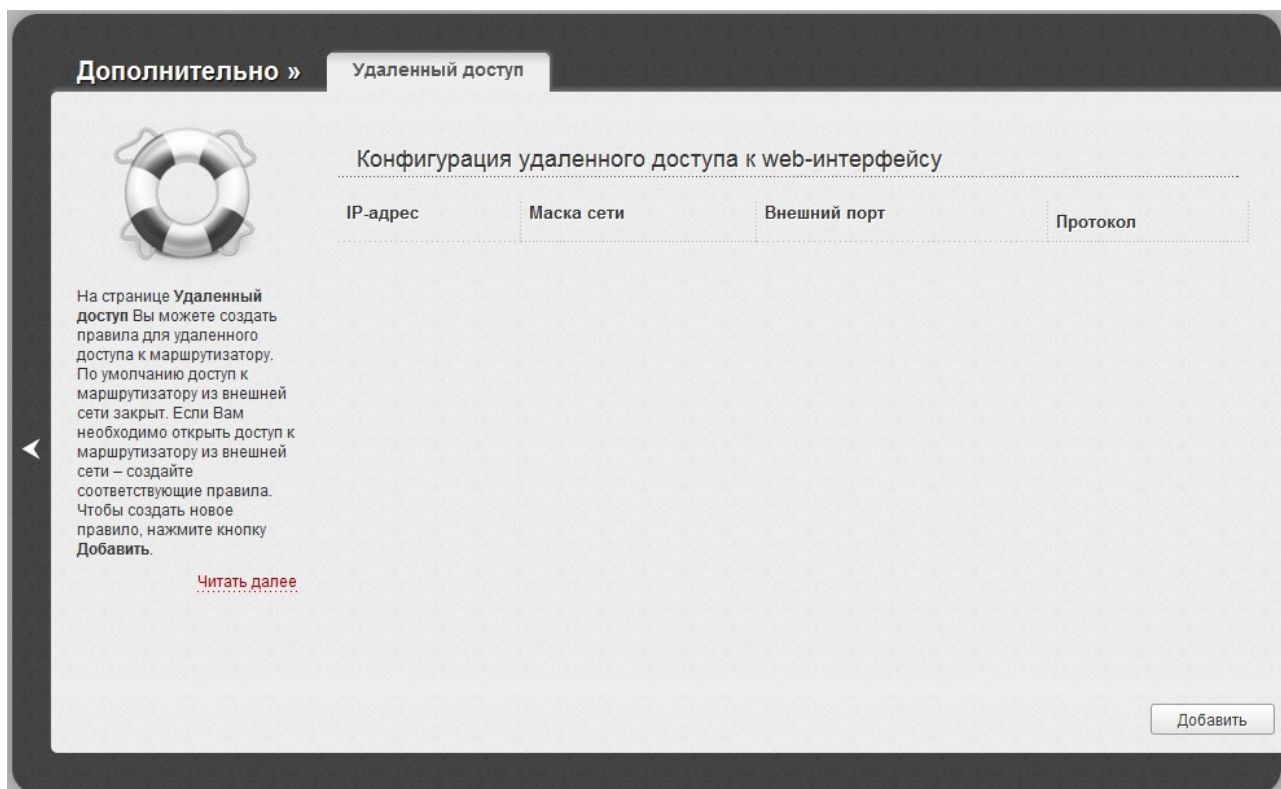 Дополнительно »
Удаленный доступ
Конфигурация удаленного доступа к web-интерфейсу
IP-адрес
Маска сети
Внешний порт
Протокол
На странице Удаленный
доступ Вы можете создать
правила для удаленного
доступа к маршрутизатору.
По умолчанию доступ к
маршрутизатору из внешней
сети закрыт. Если Вам
необходимо открыть доступ к
маршрутизатору из внешней
сети – создайте
соответствующие правила.
Чтобы создать новое
правило, нажмите кнопку
Добавить.
Читать далее
Добавить